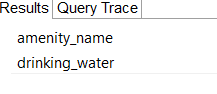 Results Query Trace
amenity_name
drinking_water